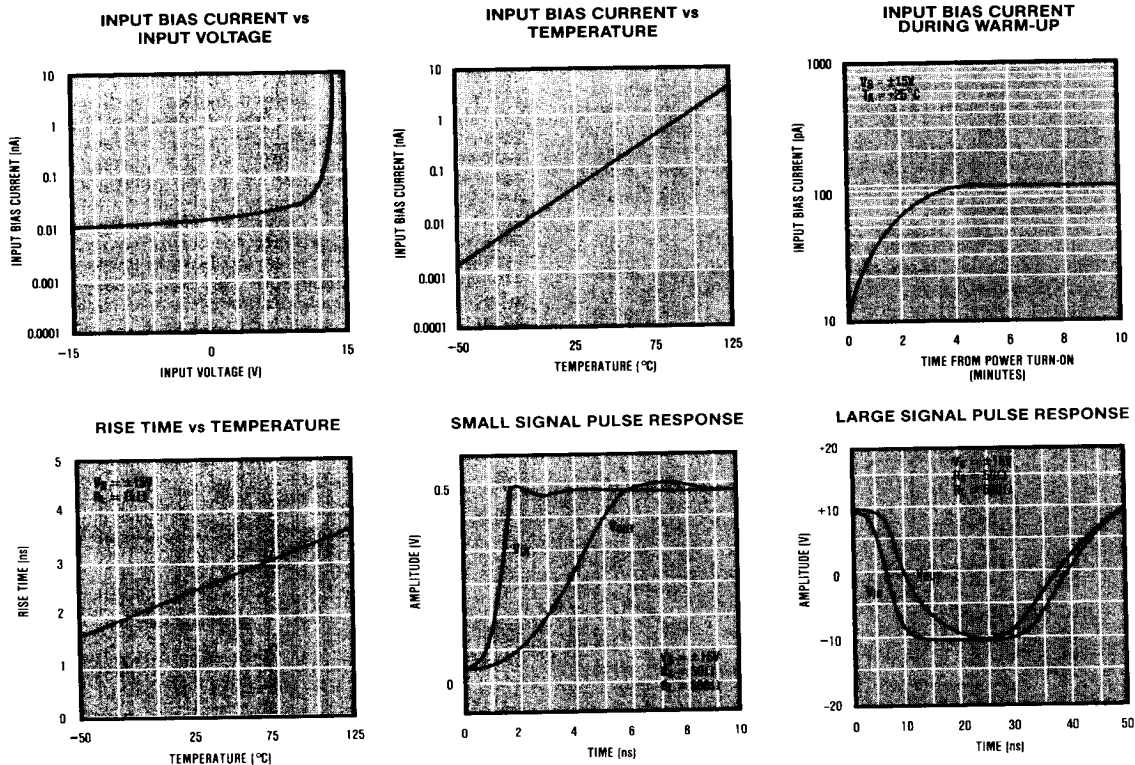 INPUT BIAS CURRENT vs
INPUT VOLTAGE
10
1
0.1
0.01
0.001
0.0001
INPUT BIAS CURRENT (nA)
-15
0
15
INPUT VOLTAGE (V)
INPUT BIAS CURRENT vs
TEMPERATURE
10
1
0.1
0.01
0.001
0.0001
INPUT BIAS CURRENT (nA)
-50
25
75
125
TEMPERATURE (°C)
INPUT BIAS CURRENT
DURING WARM-UP
1000
100
10
INPUT BIAS CURRENT (pA)
0
2
4
6
8
10
TIME FROM POWER TURN-ON
(MINUTES)
RISE TIME vs TEMPERATURE
5
4
3
2
1
0
RISE TIME (ns)
-50
25
75
125
TEMPERATURE (°C)
SMALL SIGNAL PULSE RESPONSE
0.5
0
AMPLITUDE (V)
0
2
4
6
8
10
TIME (ns)
LARGE SIGNAL PULSE RESPONSE
+20
+10
0
-10
-20
AMPLITUDE (V)
0
10
20
30
40
50
TIME (ns)